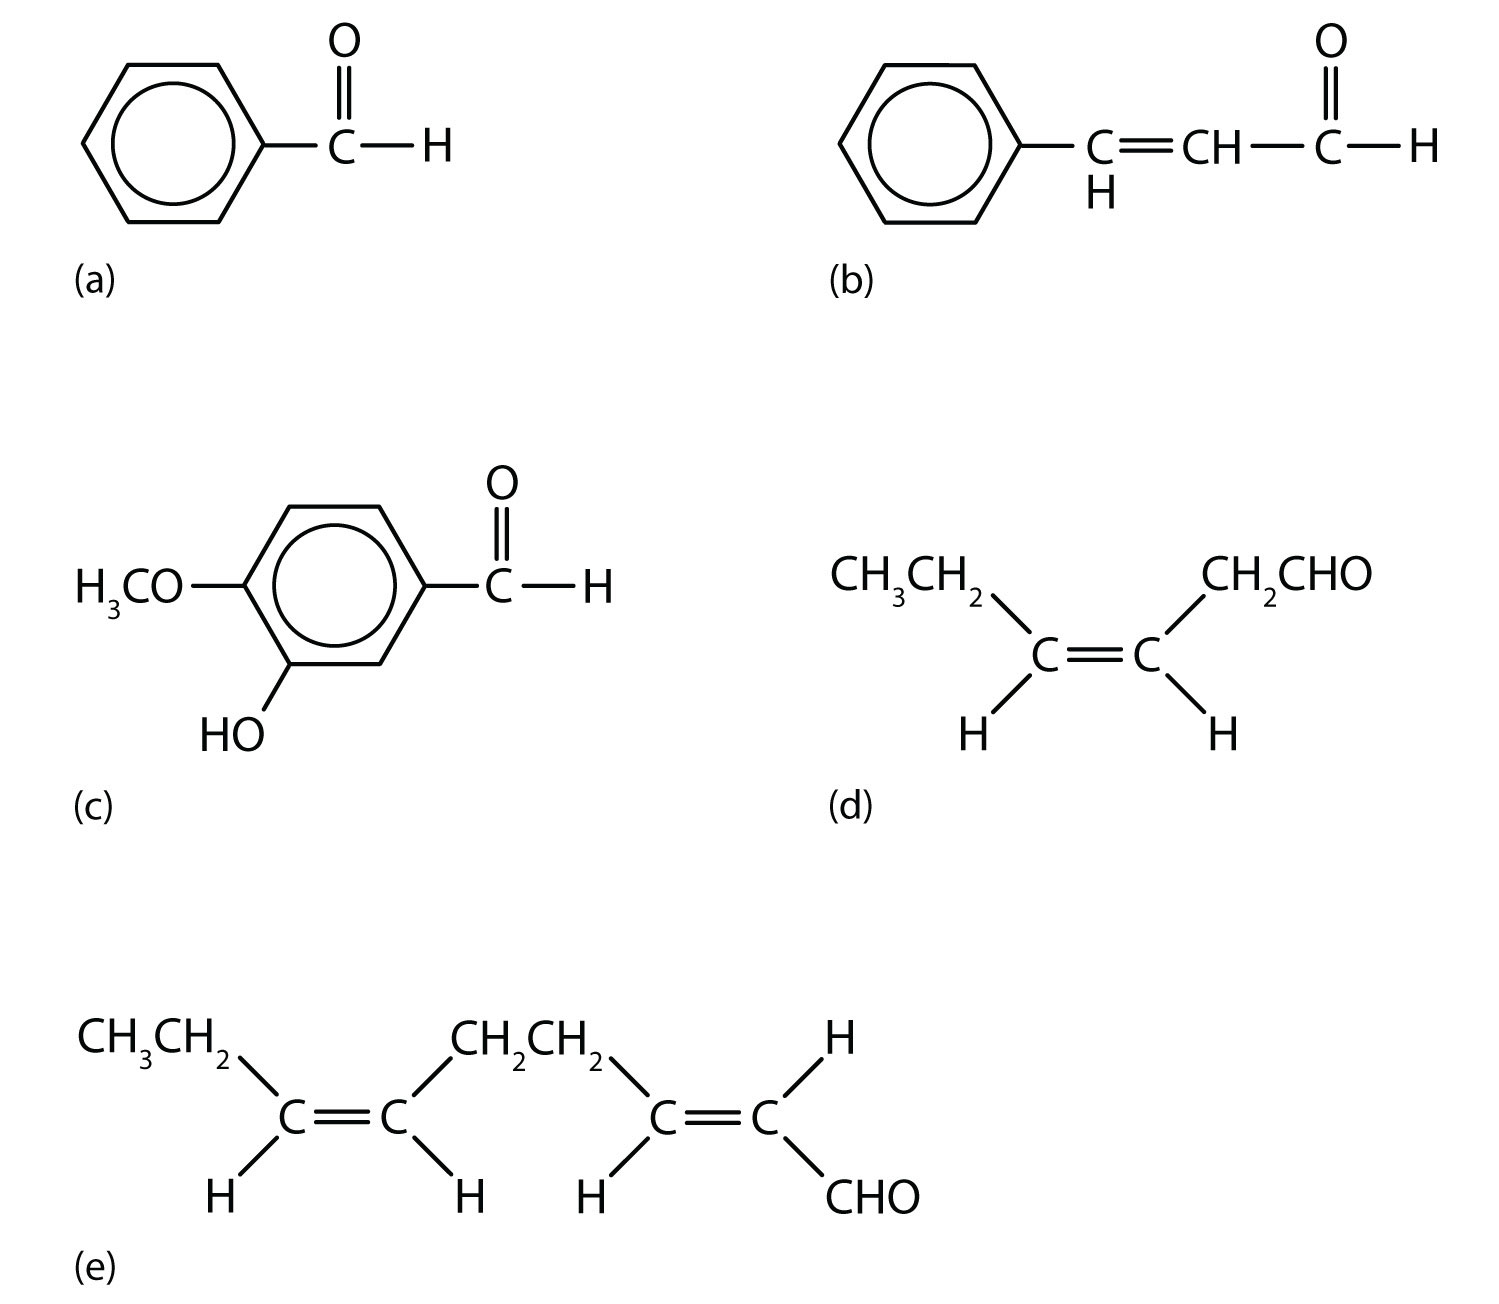 O O
C H C CH C H
H
(a) (b)
O
H₃CO C H
HO
CH₃CH₂ CH₂CHO
C C
H H
(c) (d)
CH₃CH₂ CH₂CH₂ H
C C C C
H H H CHO
(e)